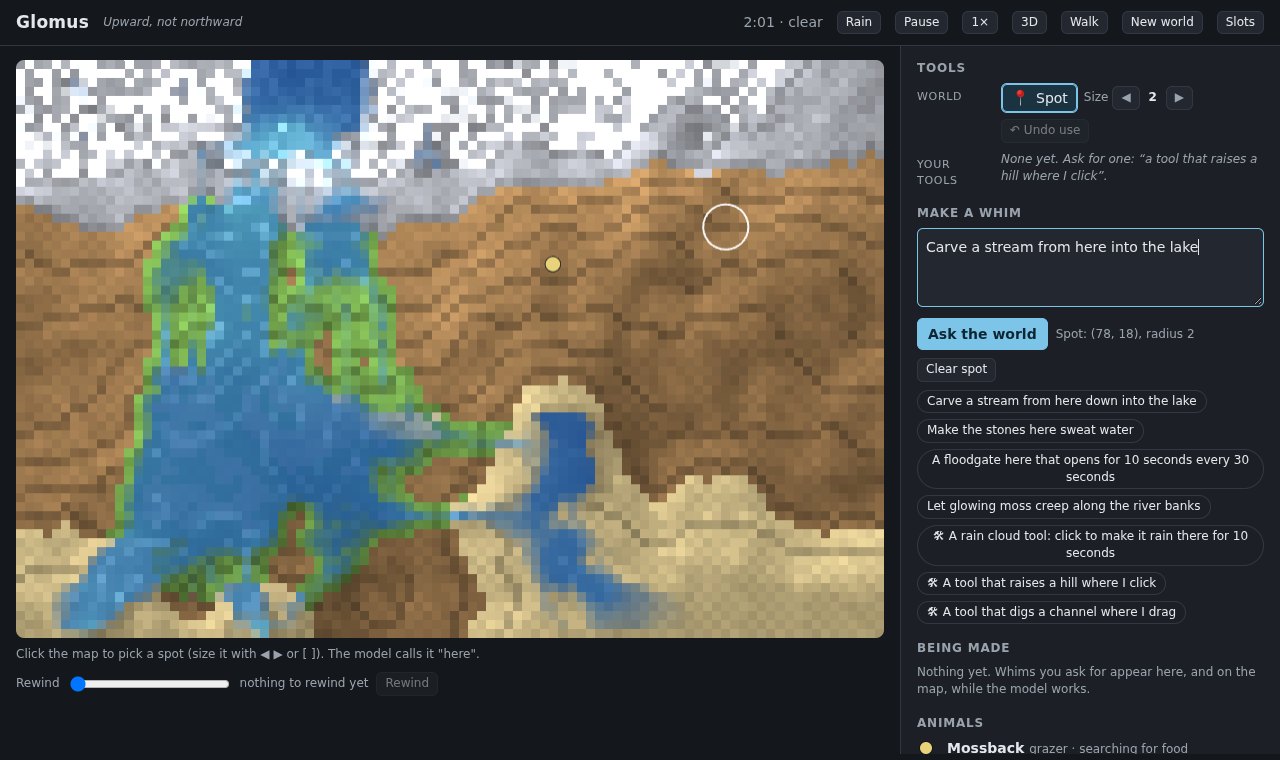 Glomus Upward, not northward 2:01 · clear Rain Pause 1× 3D Walk New world Slots
TOOLS
WORLD 📍 Spot Size ◀ 2 ▶
↶ Undo use
YOUR TOOLS
None yet. Ask for one: “a tool that raises a
hill where I click”.
MAKE A WHIM
Carve a stream from here into the lake
Ask the world Spot: (78, 18), radius 2
Clear spot
Carve a stream from here down into the lake
Make the stones here sweat water
A floodgate here that opens for 10 seconds every 30
seconds
Let glowing moss creep along the river banks
🛠 A rain cloud tool: click to make it rain there for 10
seconds
🛠 A tool that raises a hill where I click
🛠 A tool that digs a channel where I drag
BEING MADE
Nothing yet. Whims you ask for appear here, and on the
map, while the model works.
ANIMALS
Mossback grazer · searching for food
Click the map to pick a spot (size it with ◀ ▶ or [ ]). The model calls it "here".
Rewind nothing to rewind yet Rewind